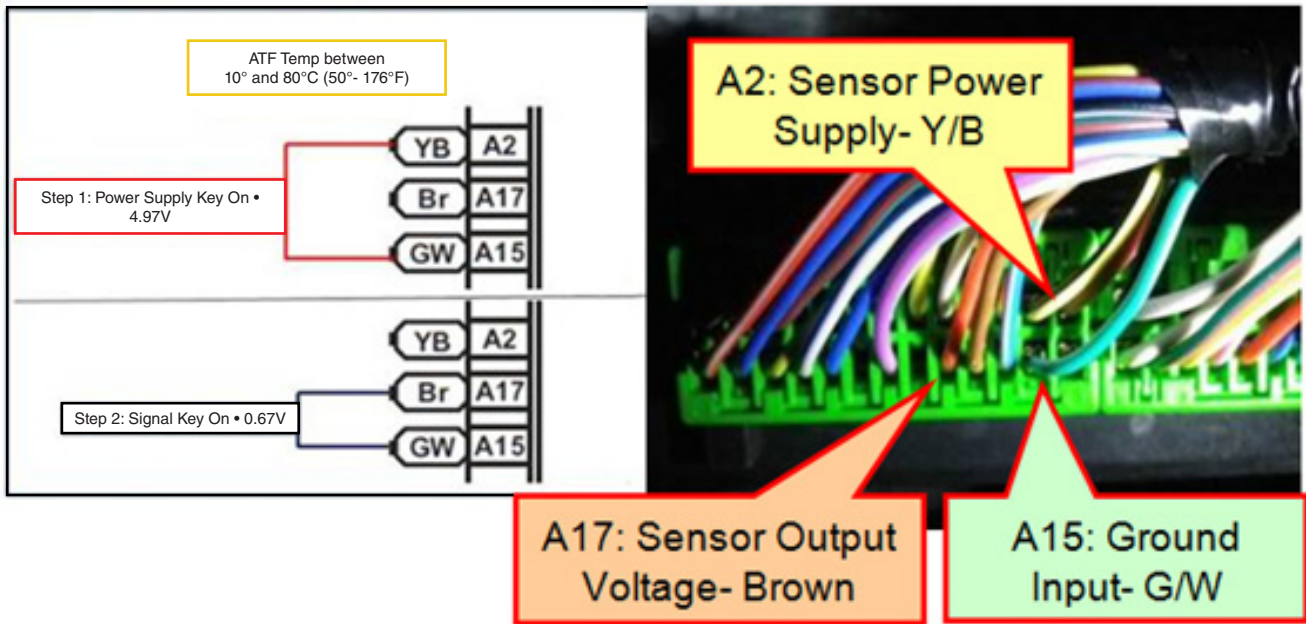 ATF Temp between
10° and 80°C (50°- 176°F)
YB A2
Step 1: Power Supply Key On •
4.97V
Br A17
GW A15
YB A2
Br A17
Step 2: Signal Key On • 0.67V
GW A15
A2: Sensor Power
Supply- Y/B
A17: Sensor Output
Voltage- Brown
A15: Ground
Input- G/W